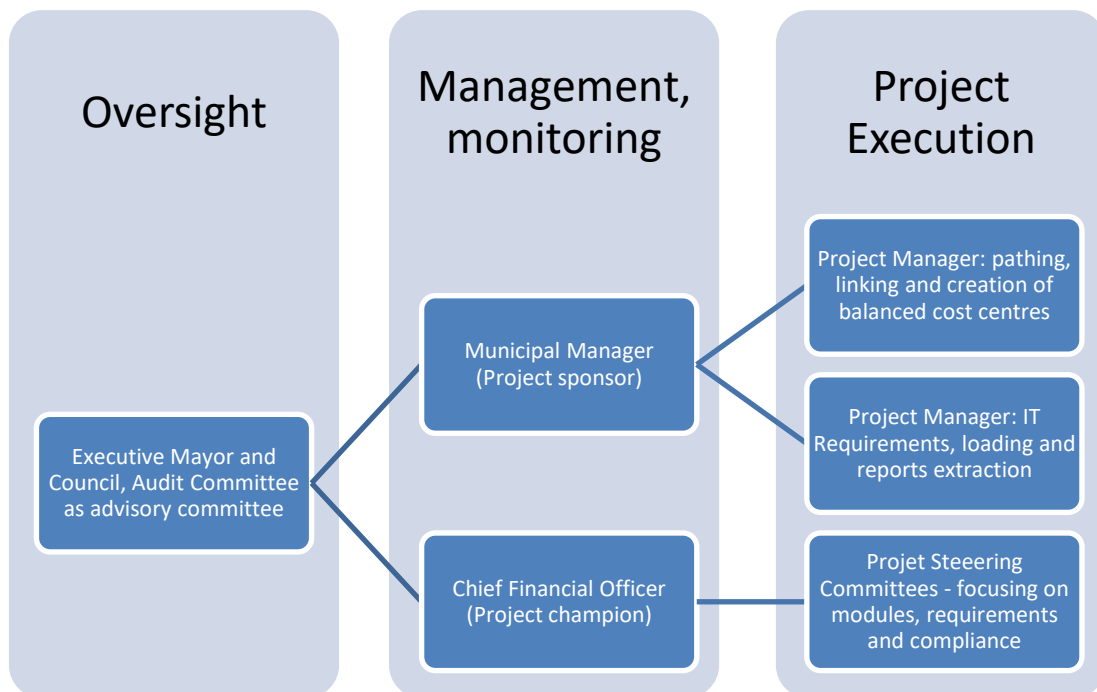 Oversight
Management,
monitoring
Project
Execution
Executive Mayor and
Council, Audit Committee
as advisory committee
Municipal Manager
(Project sponsor)
Chief Financial Officer
(Project champion)
Project Manager: pathing,
linking and creation of
balanced cost centres
Project Manager: IT
Requirements, loading and
reports extraction
Projet Steeering
Committees - focusing on
modules, requirements
and compliance